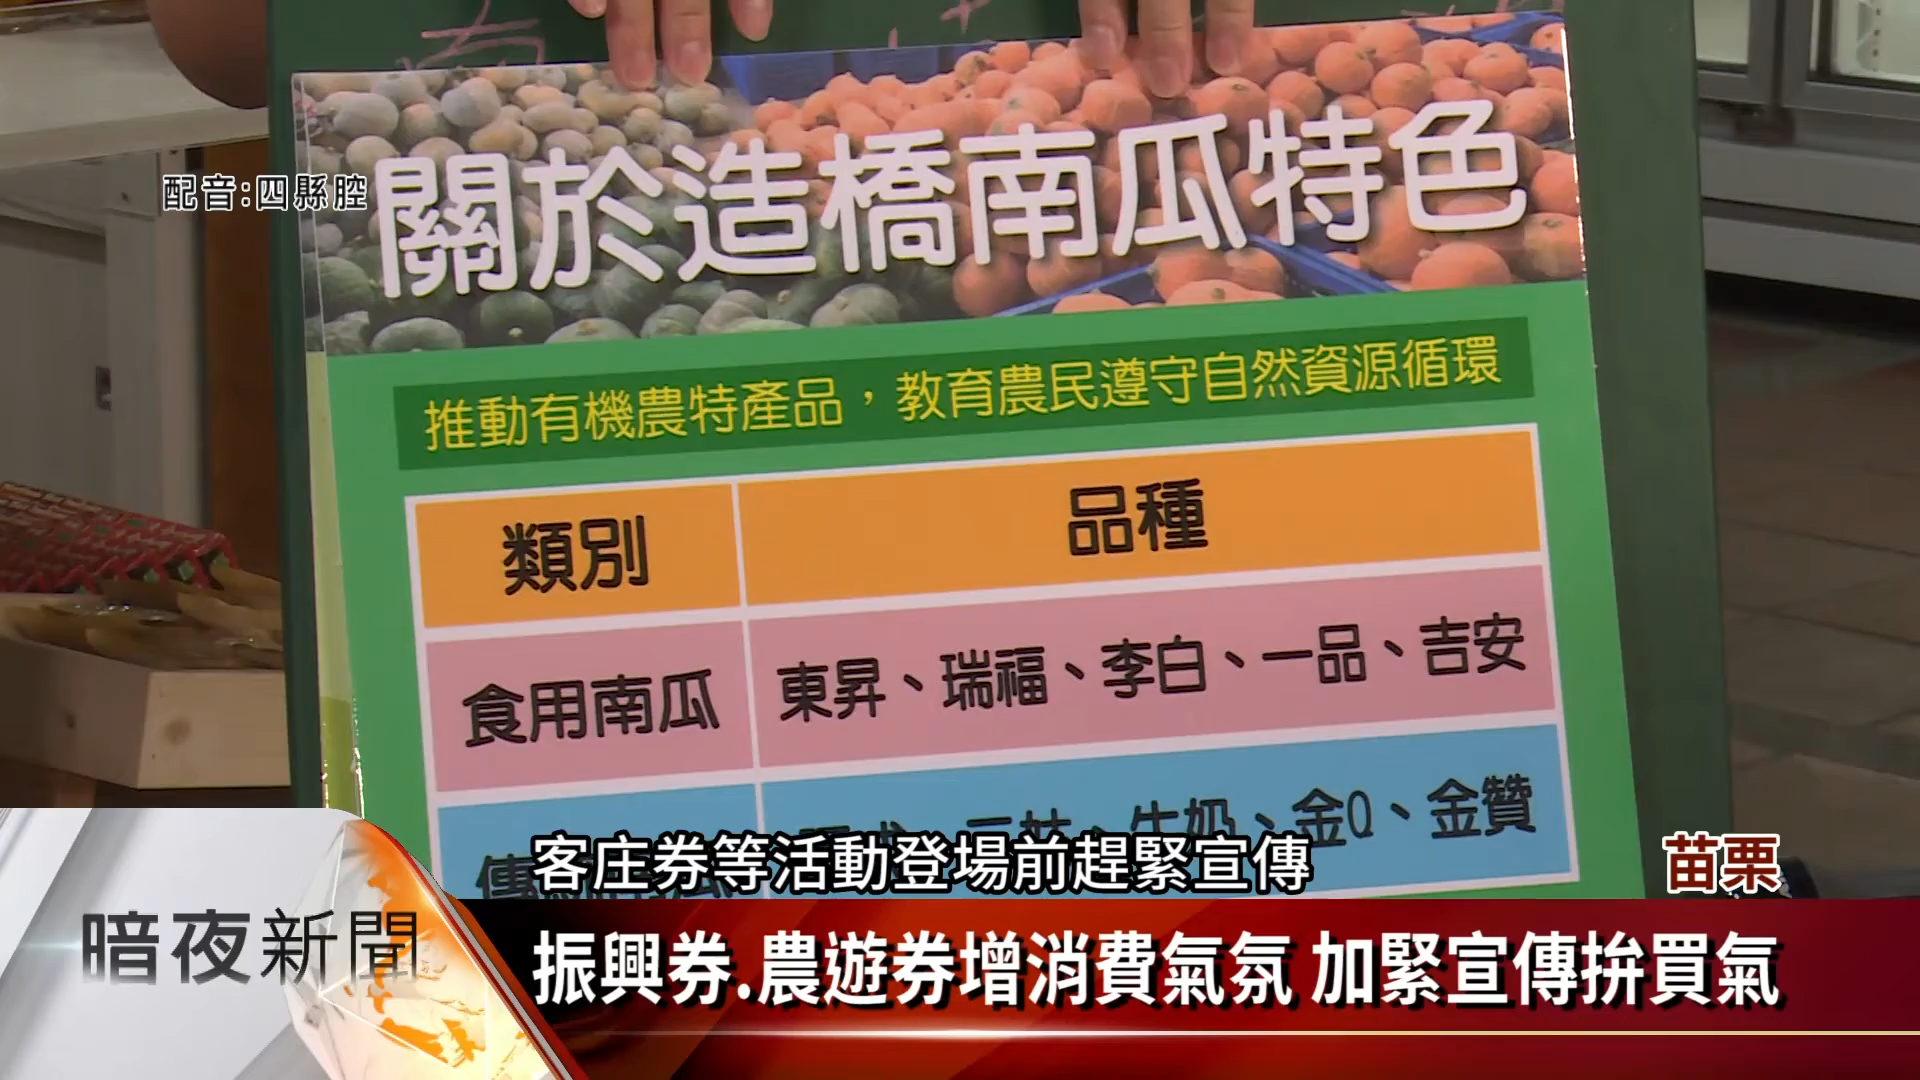 關於造橋南瓜特色
配音:四縣腔
推動有機農特產品，教育農民遵守自然資源循環
類別 品種
食用南瓜 東昇、瑞福、李白、一品、吉安
牛奶、金Q、金贊
客庄券等活動登場前趕緊宣傳
苗栗
暗夜新聞
振興券.農遊券增消費氣氛 加緊宣傳拚買氣